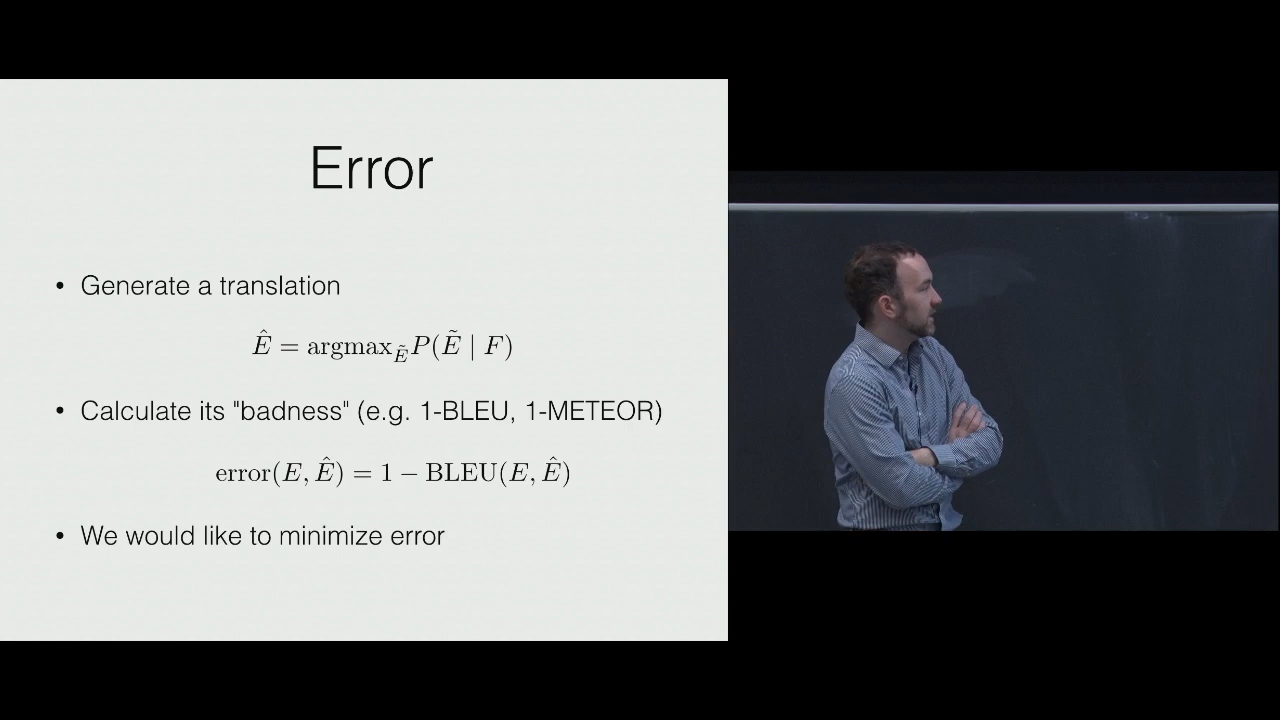 Error
• Generate a translation
Ê = argmax_Ẽ P(Ẽ | F)
• Calculate its "badness" (e.g. 1-BLEU, 1-METEOR)
error(E, Ê) = 1 − BLEU(E, Ê)
• We would like to minimize error